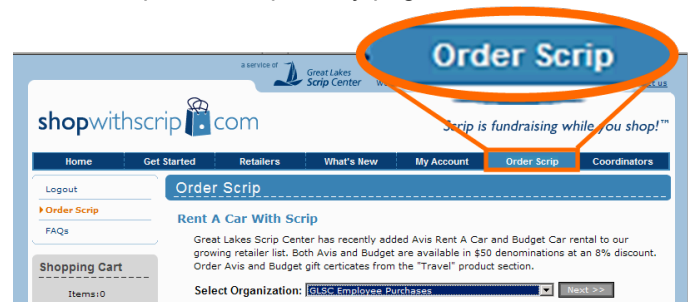 Order Scrip
a service of Great Lakes
Scrip Center
shopwithscrip.com
Scrip is fundraising while you shop!™
Home Get Started Retailers What's New My Account Order Scrip Coordinators
Logout
Order Scrip
FAQs
Shopping Cart
Items:0
Order Scrip
Rent A Car With Scrip
Great Lakes Scrip Center has recently added Avis Rent A Car and Budget Car rental to our
growing retailer list. Both Avis and Budget are available in $50 denominations at an 8% discount.
Order Avis and Budget gift certicates from the "Travel" product section.
Select Organization: GLSC Employee Purchases Next >>